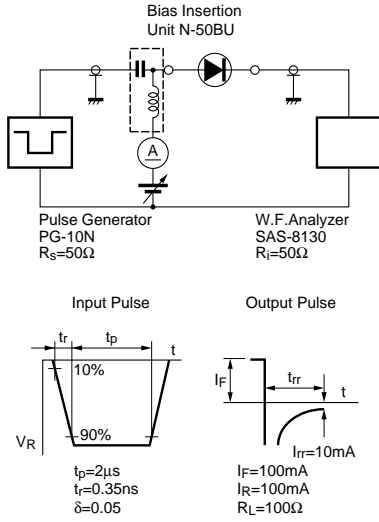 Bias Insertion
Unit N-50BU
A
Pulse Generator
PG-10N
Rs=50Ω
W.F.Analyzer
SAS-8130
Ri=50Ω
Input Pulse
Output Pulse
tr
tp
t
10%
VR
90%
tp=2μs
tr=0.35ns
δ=0.05
IF
trr
t
Irr=10mA
IF=100mA
IR=100mA
RL=100Ω